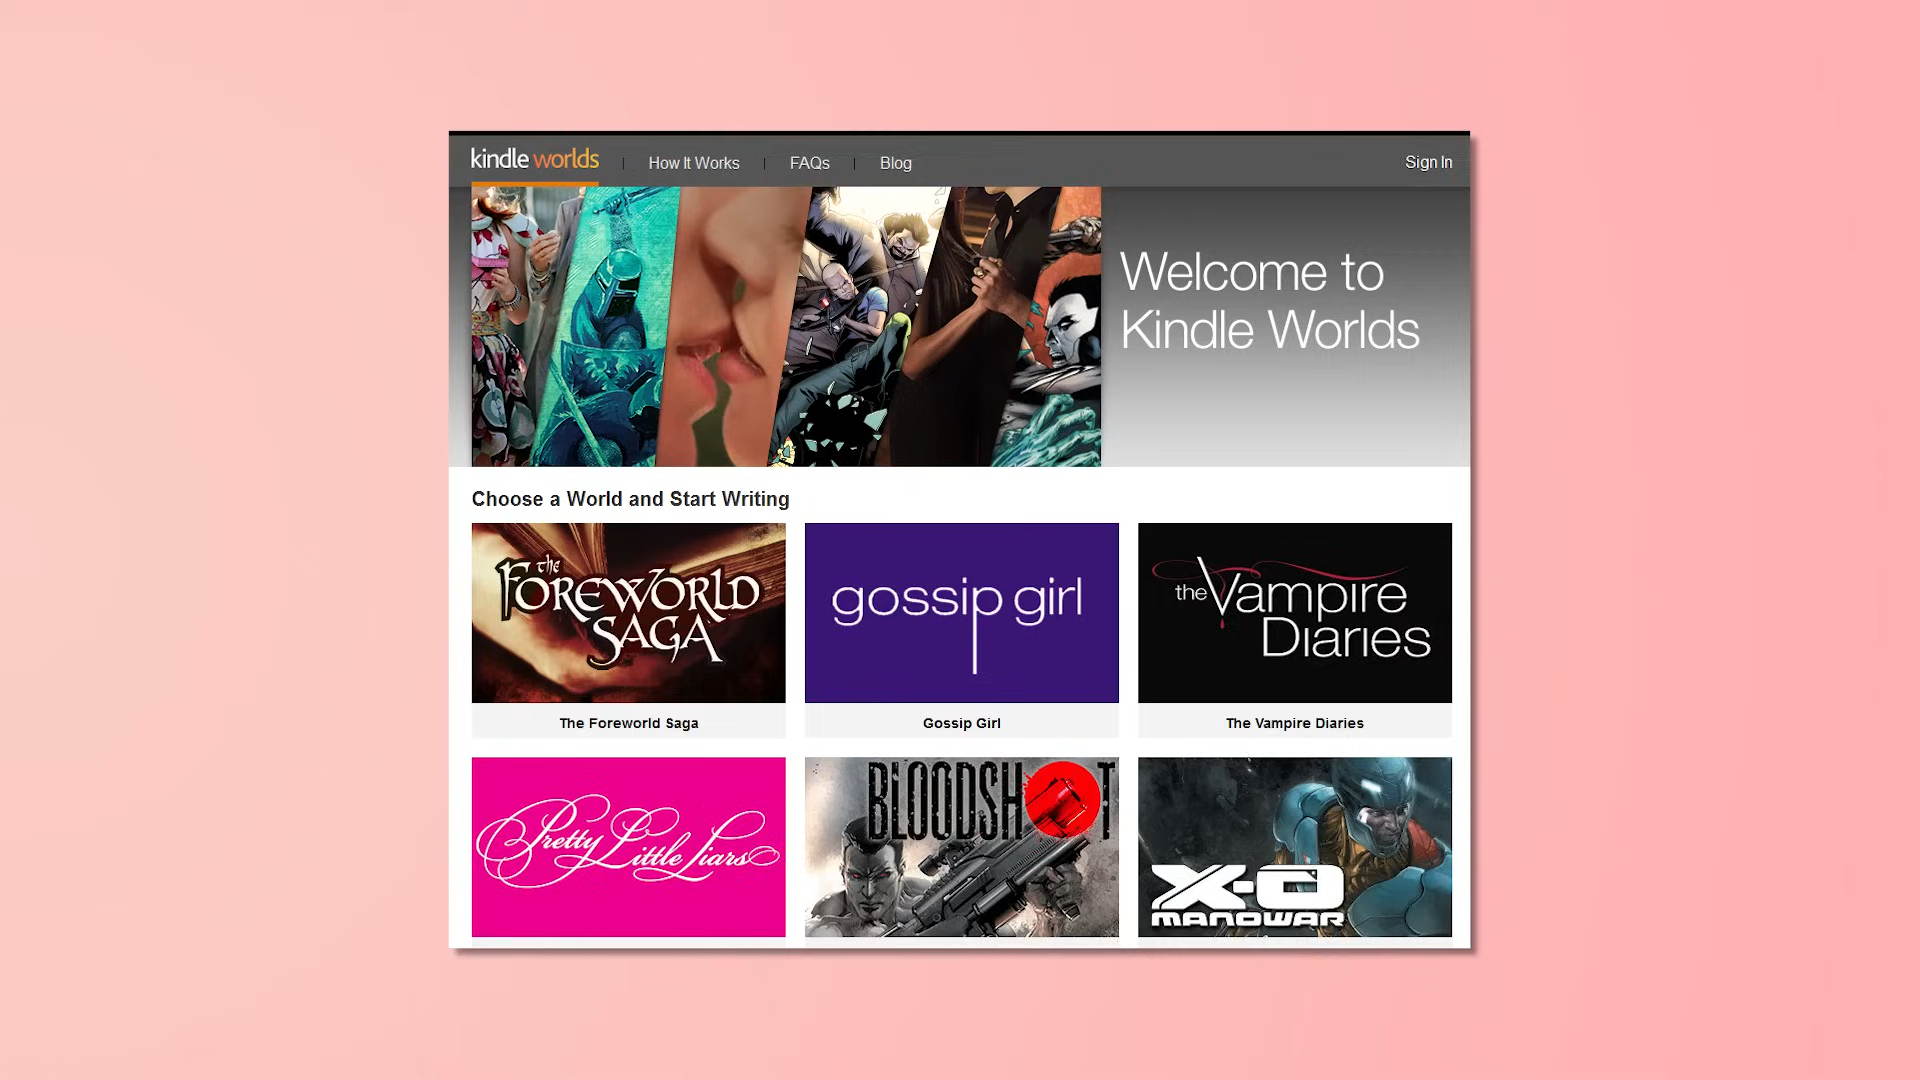 kindle worlds | How It Works | FAQs | Blog Sign In
Welcome to
Kindle Worlds
Choose a World and Start Writing
the
FOREWORLD
SAGA
gossip girl
the Vampire
Diaries
The Foreworld Saga
Gossip Girl
The Vampire Diaries
Pretty Little Liars
BLOODSHOT
X-O
MANOWAR